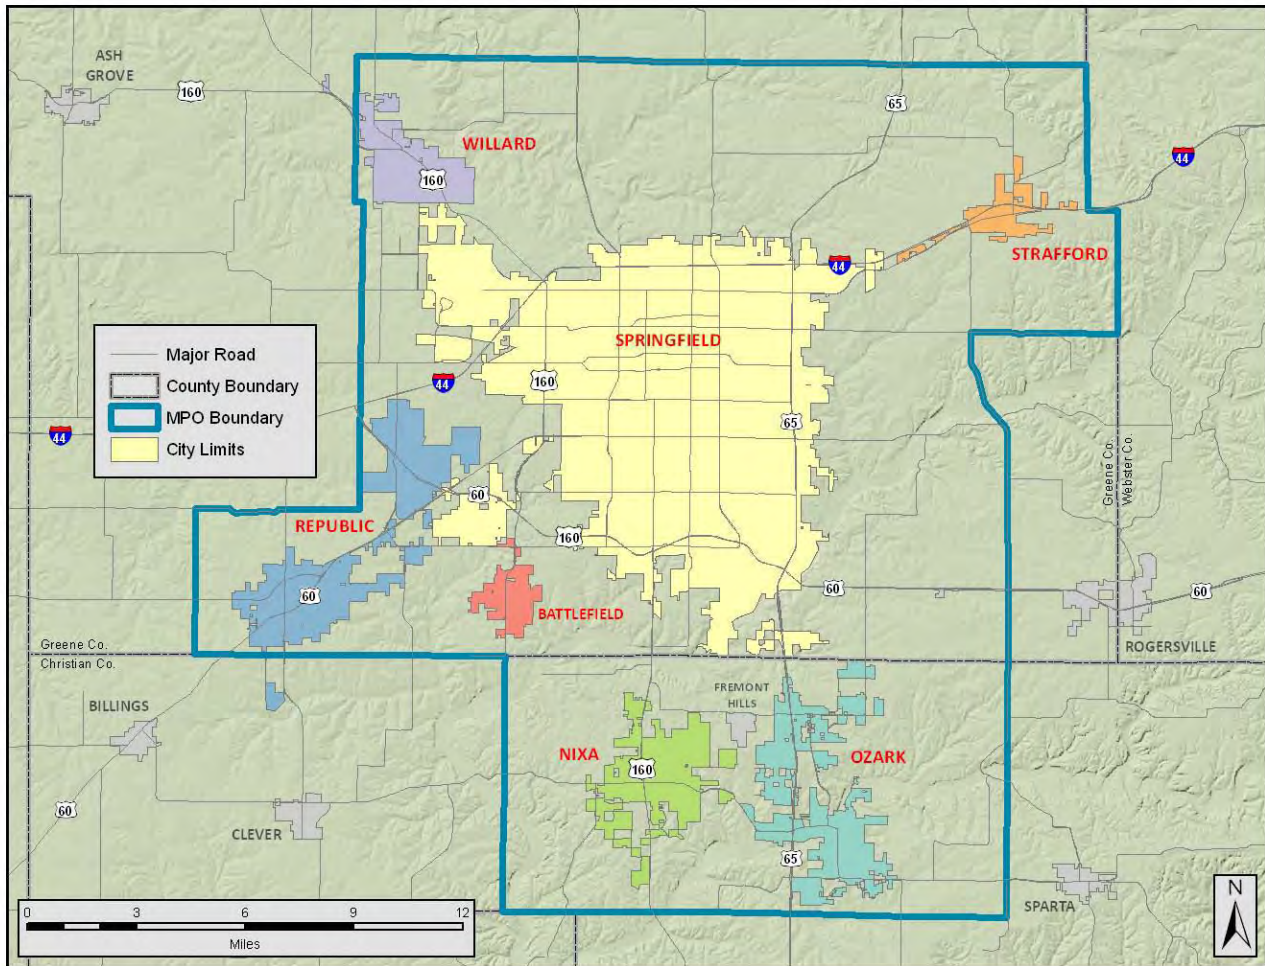 ASH
GROVE
160
65
WILLARD
160
44
44
STRAFFORD
44
SPRINGFIELD
Major Road
County Boundary
MPO Boundary
City Limits
44
160
65
44
Greene Co.
Webster Co.
60
REPUBLIC
160
60
BATTLEFIELD
60
60
Greene Co.
Christian Co.
ROGERSVILLE
BILLINGS
FREMONT
HILLS
NIXA
160
OZARK
60
CLEVER
65
SPARTA
0 3 6 9 12
Miles
N